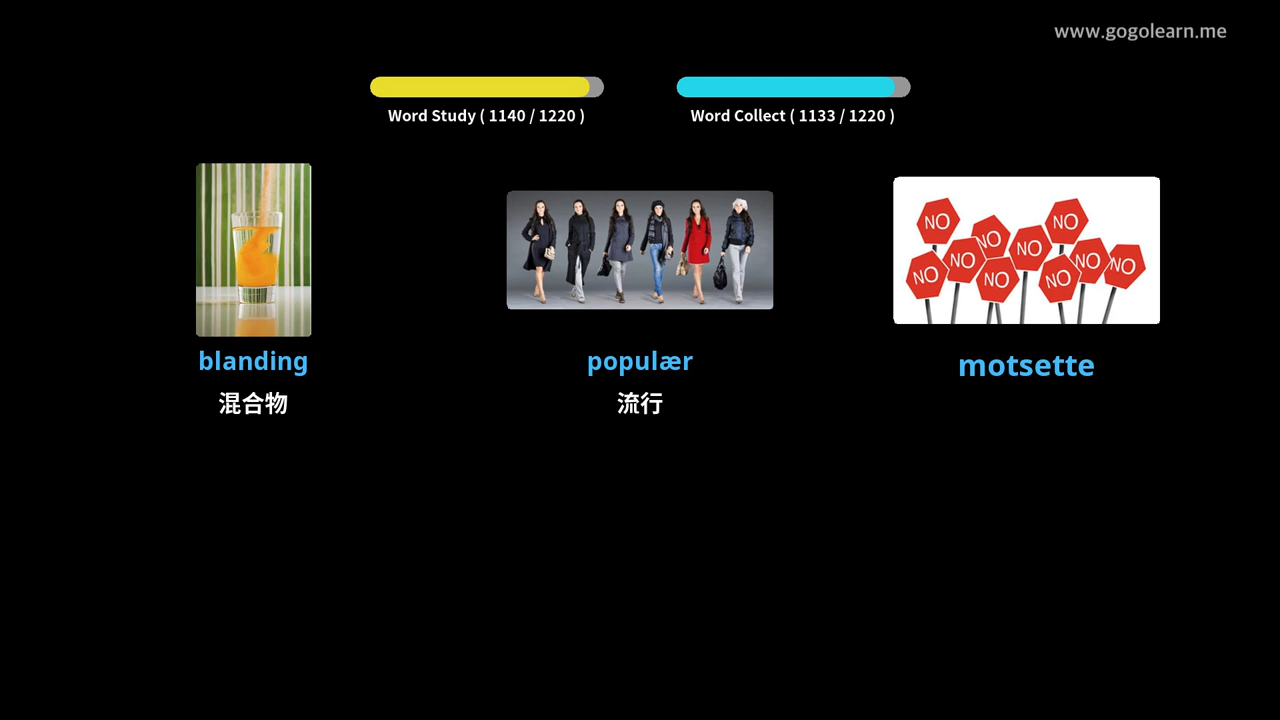 www.gogolearn.me
Word Study ( 1140 / 1220 )
Word Collect ( 1133 / 1220 )
NO
NO
NO
NO
NO
NO
NO
NO
NO
NO
blanding
混合物
populær
流行
motsette